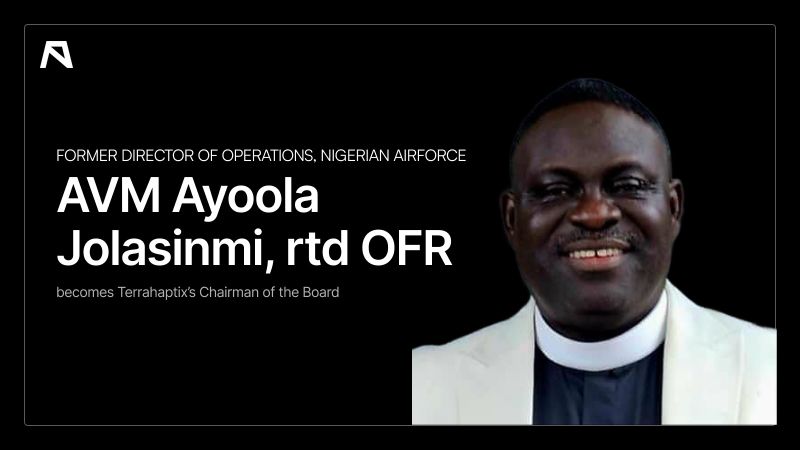 FORMER DIRECTOR OF OPERATIONS, NIGERIAN AIRFORCE
AVM Ayoola
Jolasinmi, rtd OFR
becomes Terrahaptix's Chairman of the Board